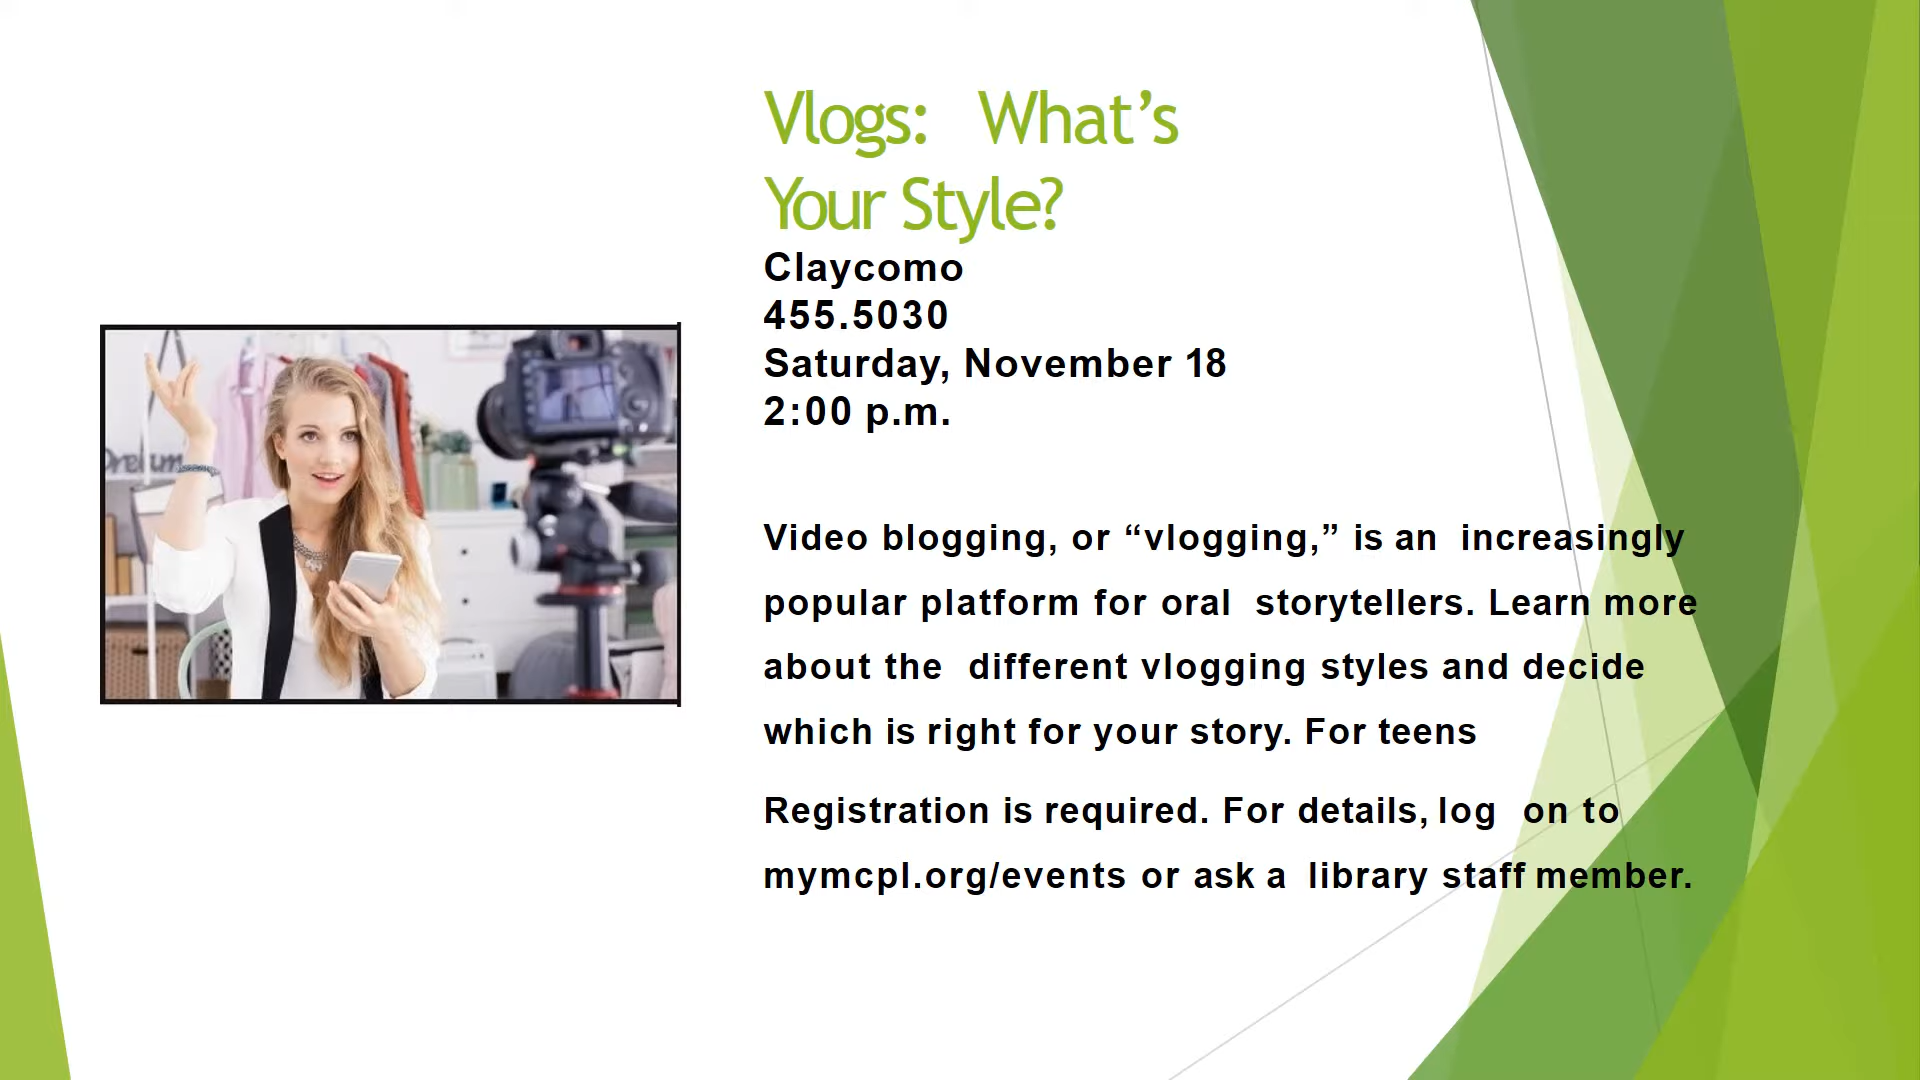 Vlogs: What’s
Your Style?
Claycomo
455.5030
Saturday, November 18
2:00 p.m.
Dream
Video blogging, or “vlogging,” is an increasingly
popular platform for oral storytellers. Learn more
about the different vlogging styles and decide
which is right for your story. For teens
Registration is required. For details, log on to
mymcpl.org/events or ask a library staff member.